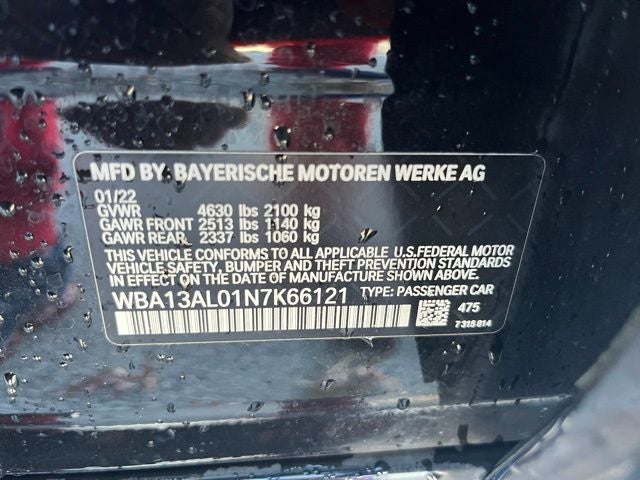 MFD BY: BAYERISCHE MOTOREN WERKE AG
01/22
GVWR 4630 lbs 2100 kg
GAWR FRONT 2513 lbs 1140 kg
GAWR REAR 2337 lbs 1060 kg
THIS VEHICLE CONFORMS TO ALL APPLICABLE U.S.FEDERAL MOTOR
VEHICLE SAFETY, BUMPER AND THEFT PREVENTION STANDARDS
IN EFFECT ON THE DATE OF MANUFACTURE SHOWN ABOVE.
WBA13AL01N7K66121 TYPE: PASSENGER CAR
475
7 315 814